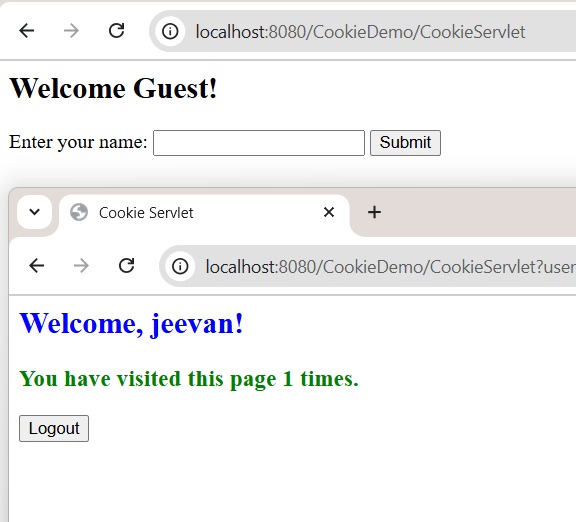 localhost:8080/CookieDemo/CookieServlet
Welcome Guest!
Enter your name: Submit
Cookie Servlet
localhost:8080/CookieDemo/CookieServlet?user
Welcome, jeevan!
You have visited this page 1 times.
Logout